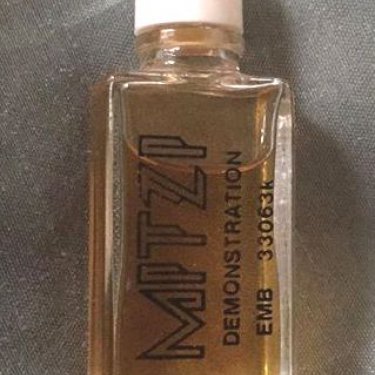 MITZI
DEMONSTRATION
EMB 33063k